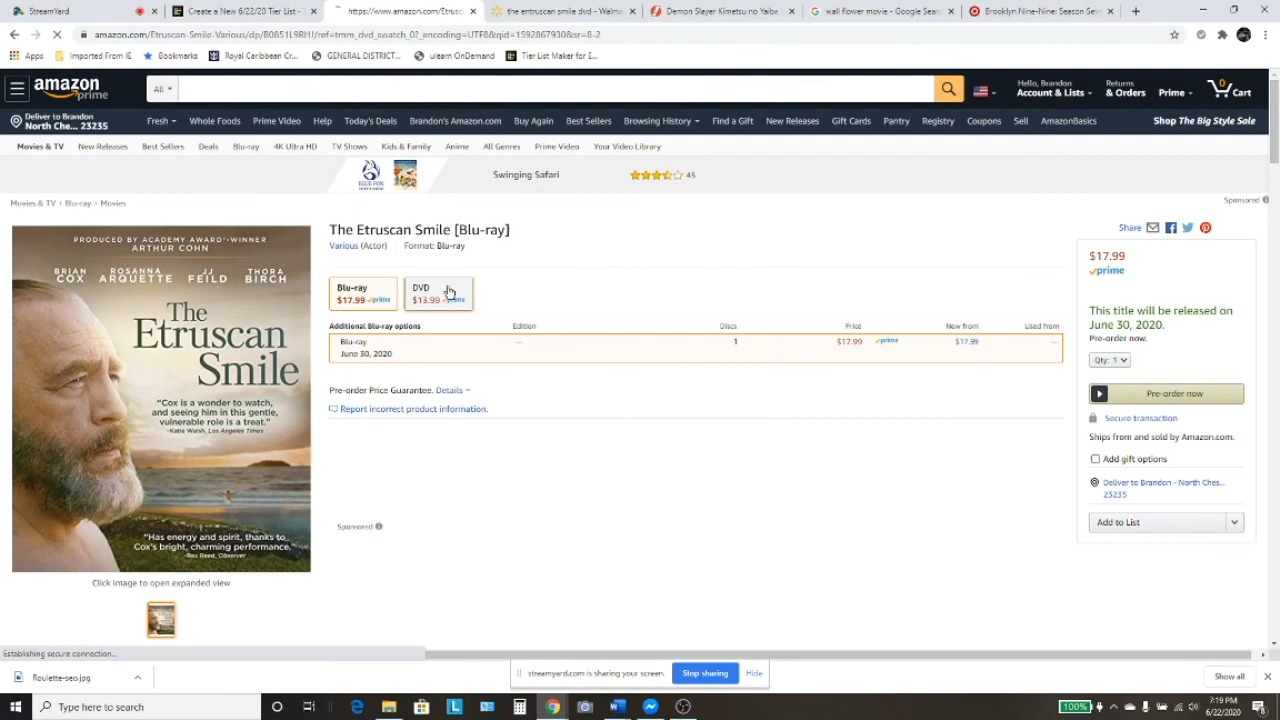 StreamYard
Create a New 6/22/20 Tier List -
https://www.amazon.com/Etrusc
the entruscan smile dvd - Walma
Demon Slayer Kimetsu no Yaiba
wall flower movie - Google Sear
Brooklyn Nine-Nine Season Seve
amazon.com/Etruscan-Smile-Various/dp/B0851L9RHJ/ref=tmm_dvd_swatch_0?_encoding=UTF8&qid=1592867930&sr=8-2
Apps
Imported From IE
Bookmarks
Royal Caribbean Cr...
GENERAL DISTRICT...
ulearn OnDemand
Tier List Maker for E...
amazon
prime
All
Hello, Brandon
Account & Lists
Returns
& Orders
Prime
0
Cart
Deliver to Brandon
North Che... 23235
Fresh
Whole Foods
Prime Video
Help
Today's Deals
Brandon's Amazon.com
Buy Again
Best Sellers
Browsing History
Find a Gift
New Releases
Gift Cards
Pantry
Registry
Coupons
Sell
AmazonBasics
Shop The Big Style Sale
Movies & TV
New Releases
Best Sellers
Deals
Blu-ray
4K Ultra HD
TV Shows
Kids & Family
Anime
All Genres
Prime Video
Your Video Library
BLUE FOX
Swinging Safari
45
Movies & TV › Blu-ray › Movies
Sponsored
The Etruscan Smile [Blu-ray]
Various (Actor)
Format: Blu-ray
Share
Blu-ray
$17.99 prime
DVD
$13.99 prime
Additional Blu-ray options
Edition
Discs
Price
New from
Used from
Blu-ray
June 30, 2020
—
1
$17.99
prime
$17.99
—
Pre-order Price Guarantee. Details
Report incorrect product information.
Sponsored
PRODUCED BY ACADEMY AWARD®-WINNER
ARTHUR COHN
BRIAN COX
ROSANNA ARQUETTE
JJ FEILD
THORA BIRCH
The
Etruscan
Smile
"Cox is a wonder to watch,
and seeing him in this gentle,
vulnerable role is a treat."
-Katie Walsh, Los Angeles Times
"Has energy and spirit, thanks to
Cox's bright, charming performance."
-Rex Reed, Observer
Click image to open expanded view
$17.99
prime
This title will be released on
June 30, 2020.
Pre-order now.
Qty: 1
Pre-order now
Secure transaction
Ships from and sold by Amazon.com.
Add gift options
Deliver to Brandon - North Ches...
23235
Add to List
Establishing secure connection...
Roulette-seo.jpg
streamyard.com is sharing your screen.
Stop sharing
Hide
Show all
Type here to search
100%
7:19 PM
6/22/2020